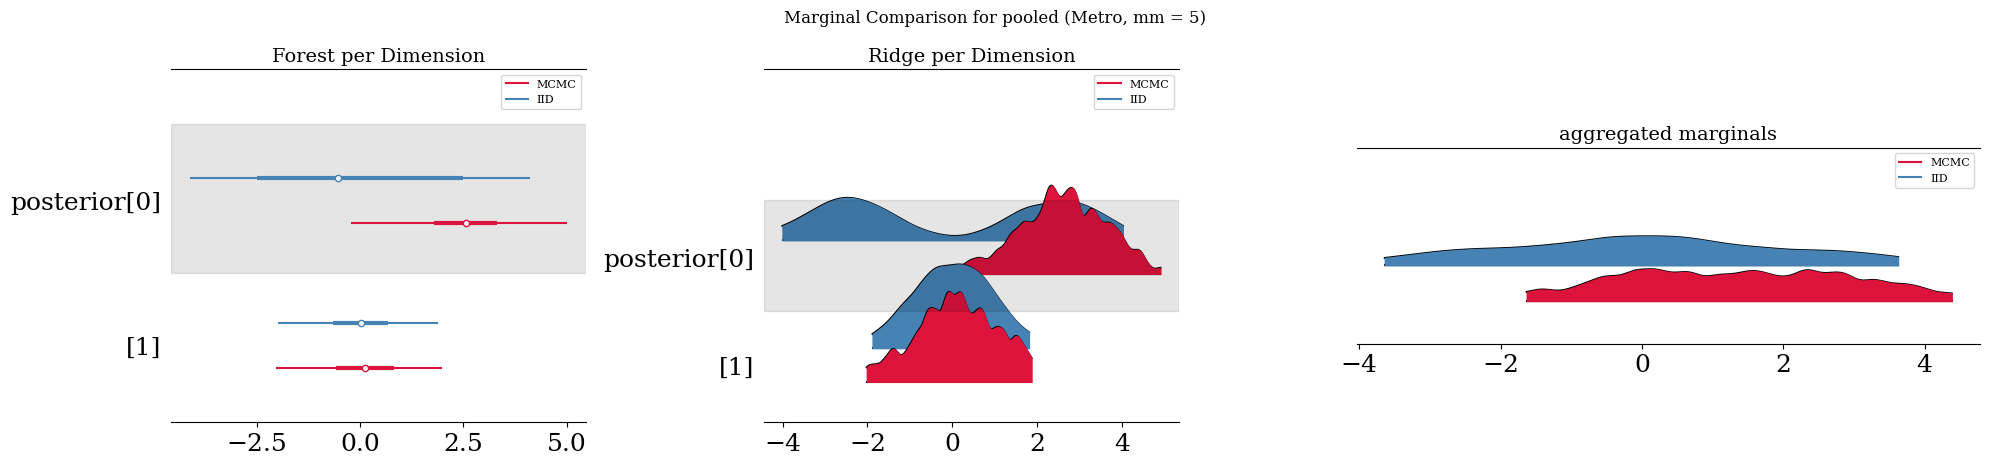 Marginal Comparison for pooled (Metro, mm = 5)
Forest per Dimension
MCMC
IID
posterior[0]
[1]
−2.5 0.0 2.5 5.0
Ridge per Dimension
MCMC
IID
posterior[0]
[1]
−4 −2 0 2 4
aggregated marginals
MCMC
IID
−4 −2 0 2 4